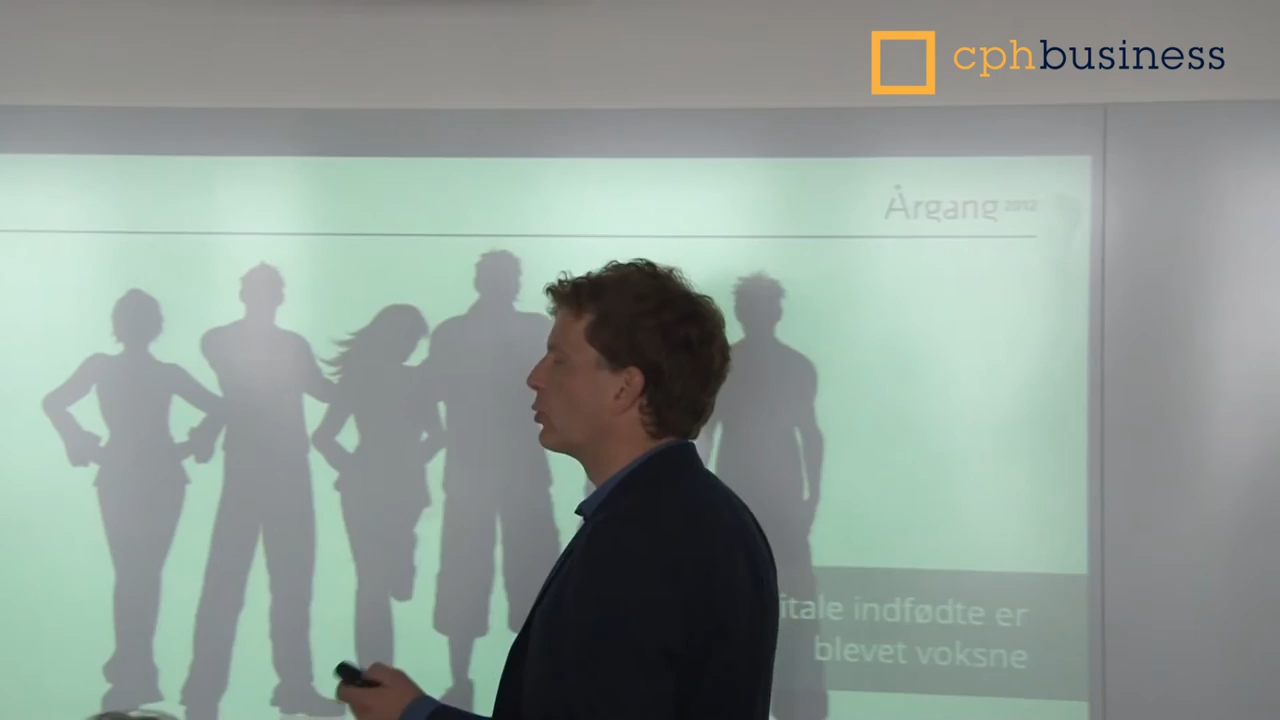 cphbusiness
Årgang 2012
itale indfødte er
blevet voksne